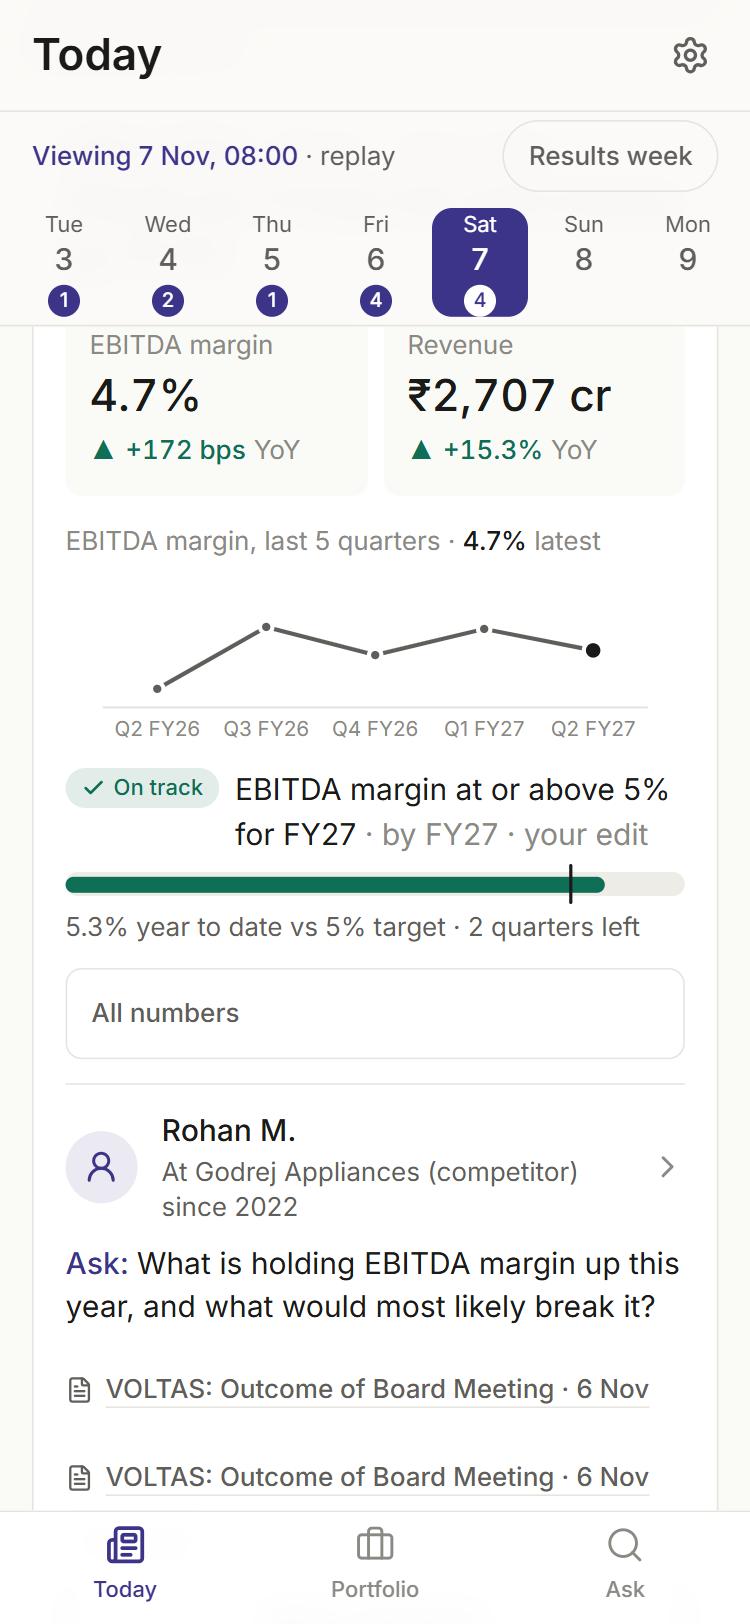 Today
Viewing 7 Nov, 08:00 · replay
Results week
Tue Wed Thu Fri Sat Sun Mon
3 4 5 6 7 8 9
1 2 1 4 4
EBITDA margin
4.7%
▲ +172 bps YoY
Revenue
₹2,707 cr
▲ +15.3% YoY
EBITDA margin, last 5 quarters · 4.7% latest
Q2 FY26 Q3 FY26 Q4 FY26 Q1 FY27 Q2 FY27
On track
EBITDA margin at or above 5%
for FY27 · by FY27 · your edit
5.3% year to date vs 5% target · 2 quarters left
All numbers
Rohan M.
At Godrej Appliances (competitor)
since 2022
Ask: What is holding EBITDA margin up this
year, and what would most likely break it?
VOLTAS: Outcome of Board Meeting · 6 Nov
VOLTAS: Outcome of Board Meeting · 6 Nov
Today Portfolio Ask